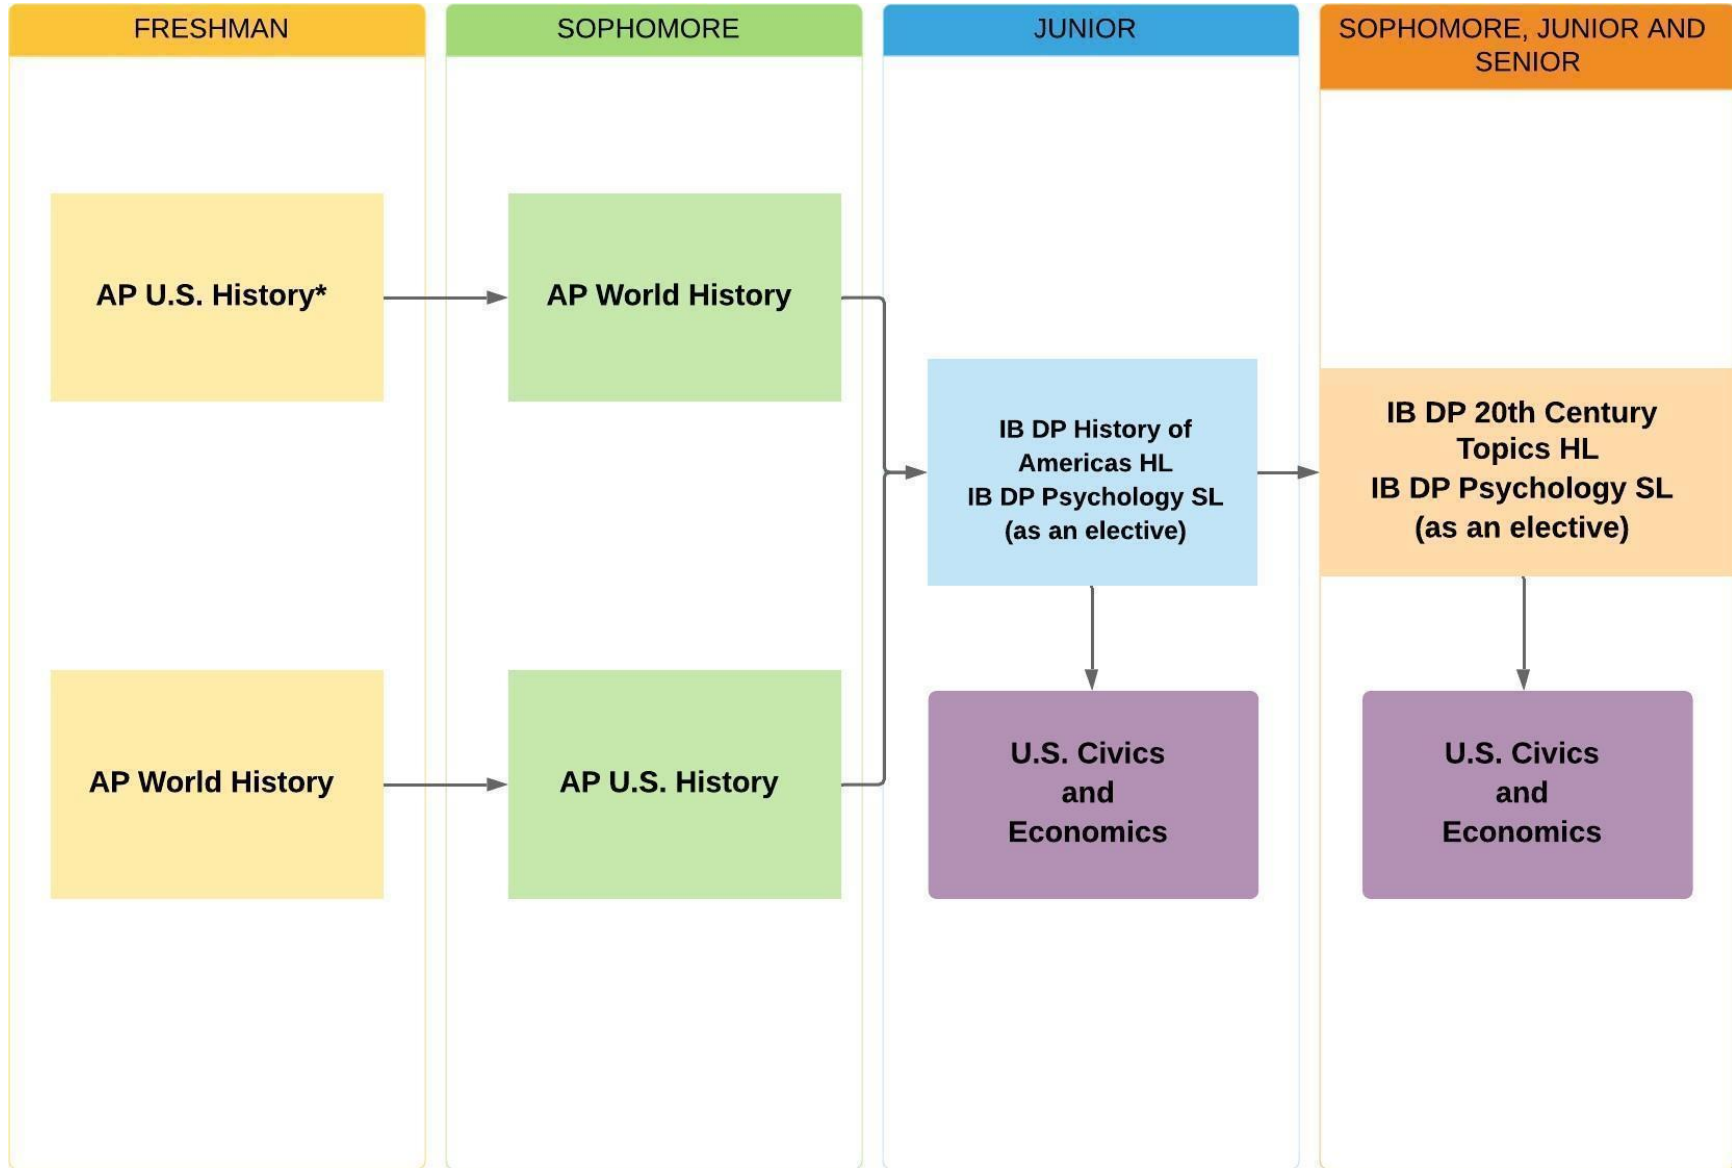 FRESHMAN
SOPHOMORE
JUNIOR
SOPHOMORE, JUNIOR AND
SENIOR
AP U.S. History*
AP World History
AP World History
AP U.S. History
IB DP History of
Americas HL
IB DP Psychology SL
(as an elective)
U.S. Civics
and
Economics
IB DP 20th Century
Topics HL
IB DP Psychology SL
(as an elective)
U.S. Civics
and
Economics